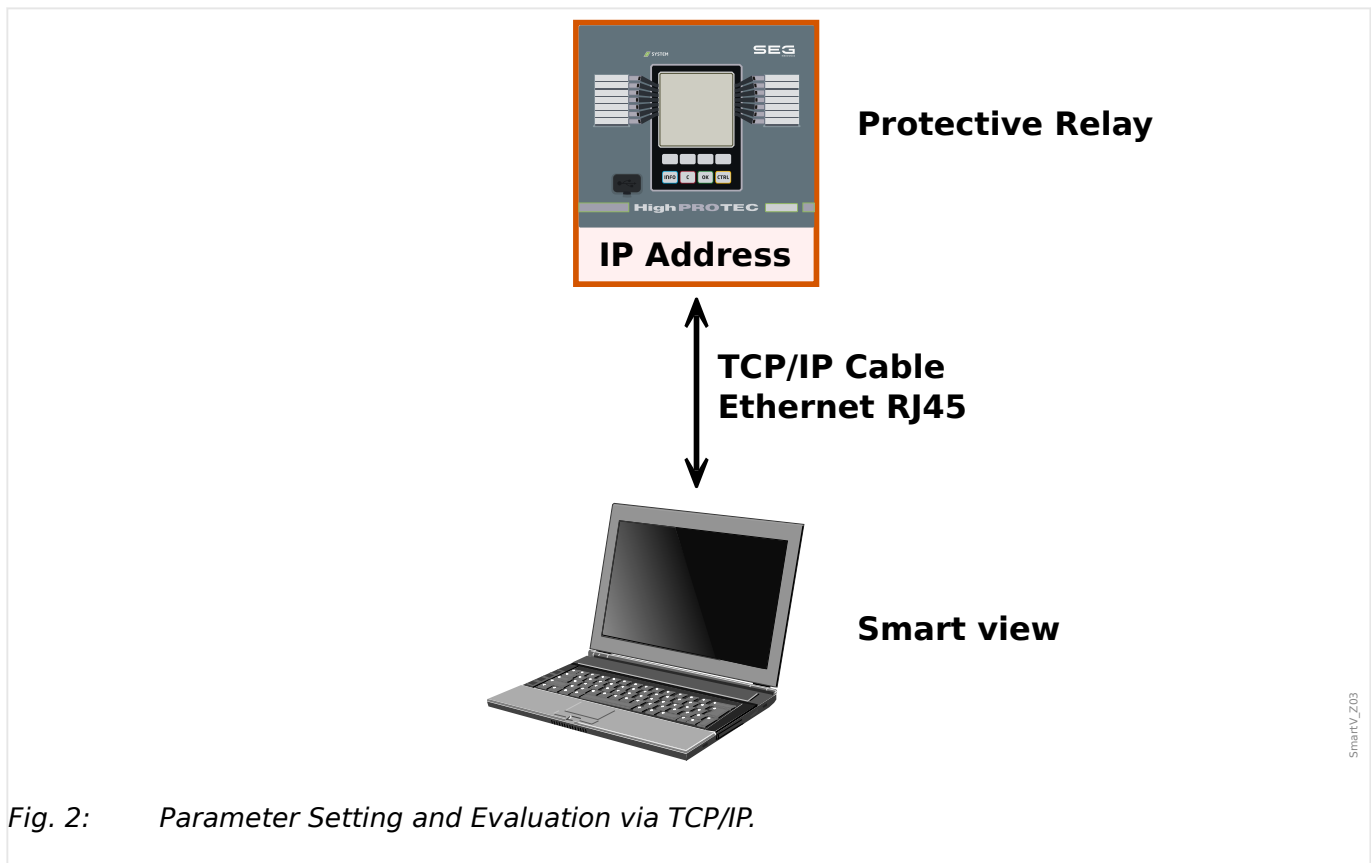 SYSTEM
SEG
Protective Relay
INFO C OK CTRL
HighPROTEC
IP Address
TCP/IP Cable
Ethernet RJ45
Smart view
SmartV_Z03
Fig. 2: Parameter Setting and Evaluation via TCP/IP.